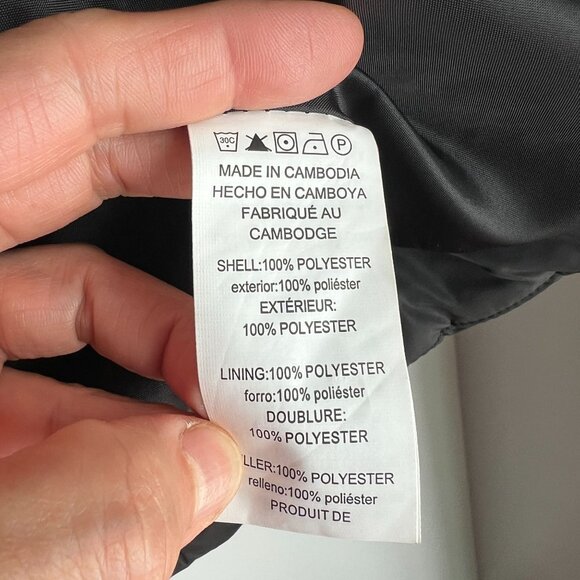 30C P
MADE IN CAMBODIA
HECHO EN CAMBOYA
FABRIQUÉ AU
CAMBODGE
SHELL:100% POLYESTER
exterior:100% poliéster
EXTÉRIEUR:
100% POLYESTER
LINING:100% POLYESTER
forro:100% poliéster
DOUBLURE:
100% POLYESTER
LLER:100% POLYESTER
relleno:100% poliéster
PRODUIT DE